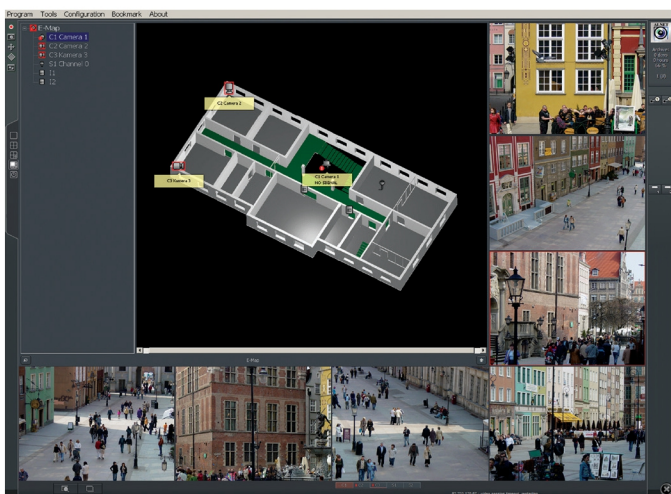 Program Tools Configuration Bookmark About
E-Map
C1 Camera 1
C2 Camera 2
C3 Kamera 3
S1 Channel 0
I1
I2
C2 Camera 2
C3 Kamera 3
C1 Camera 1
NO SIGNAL
E-Map